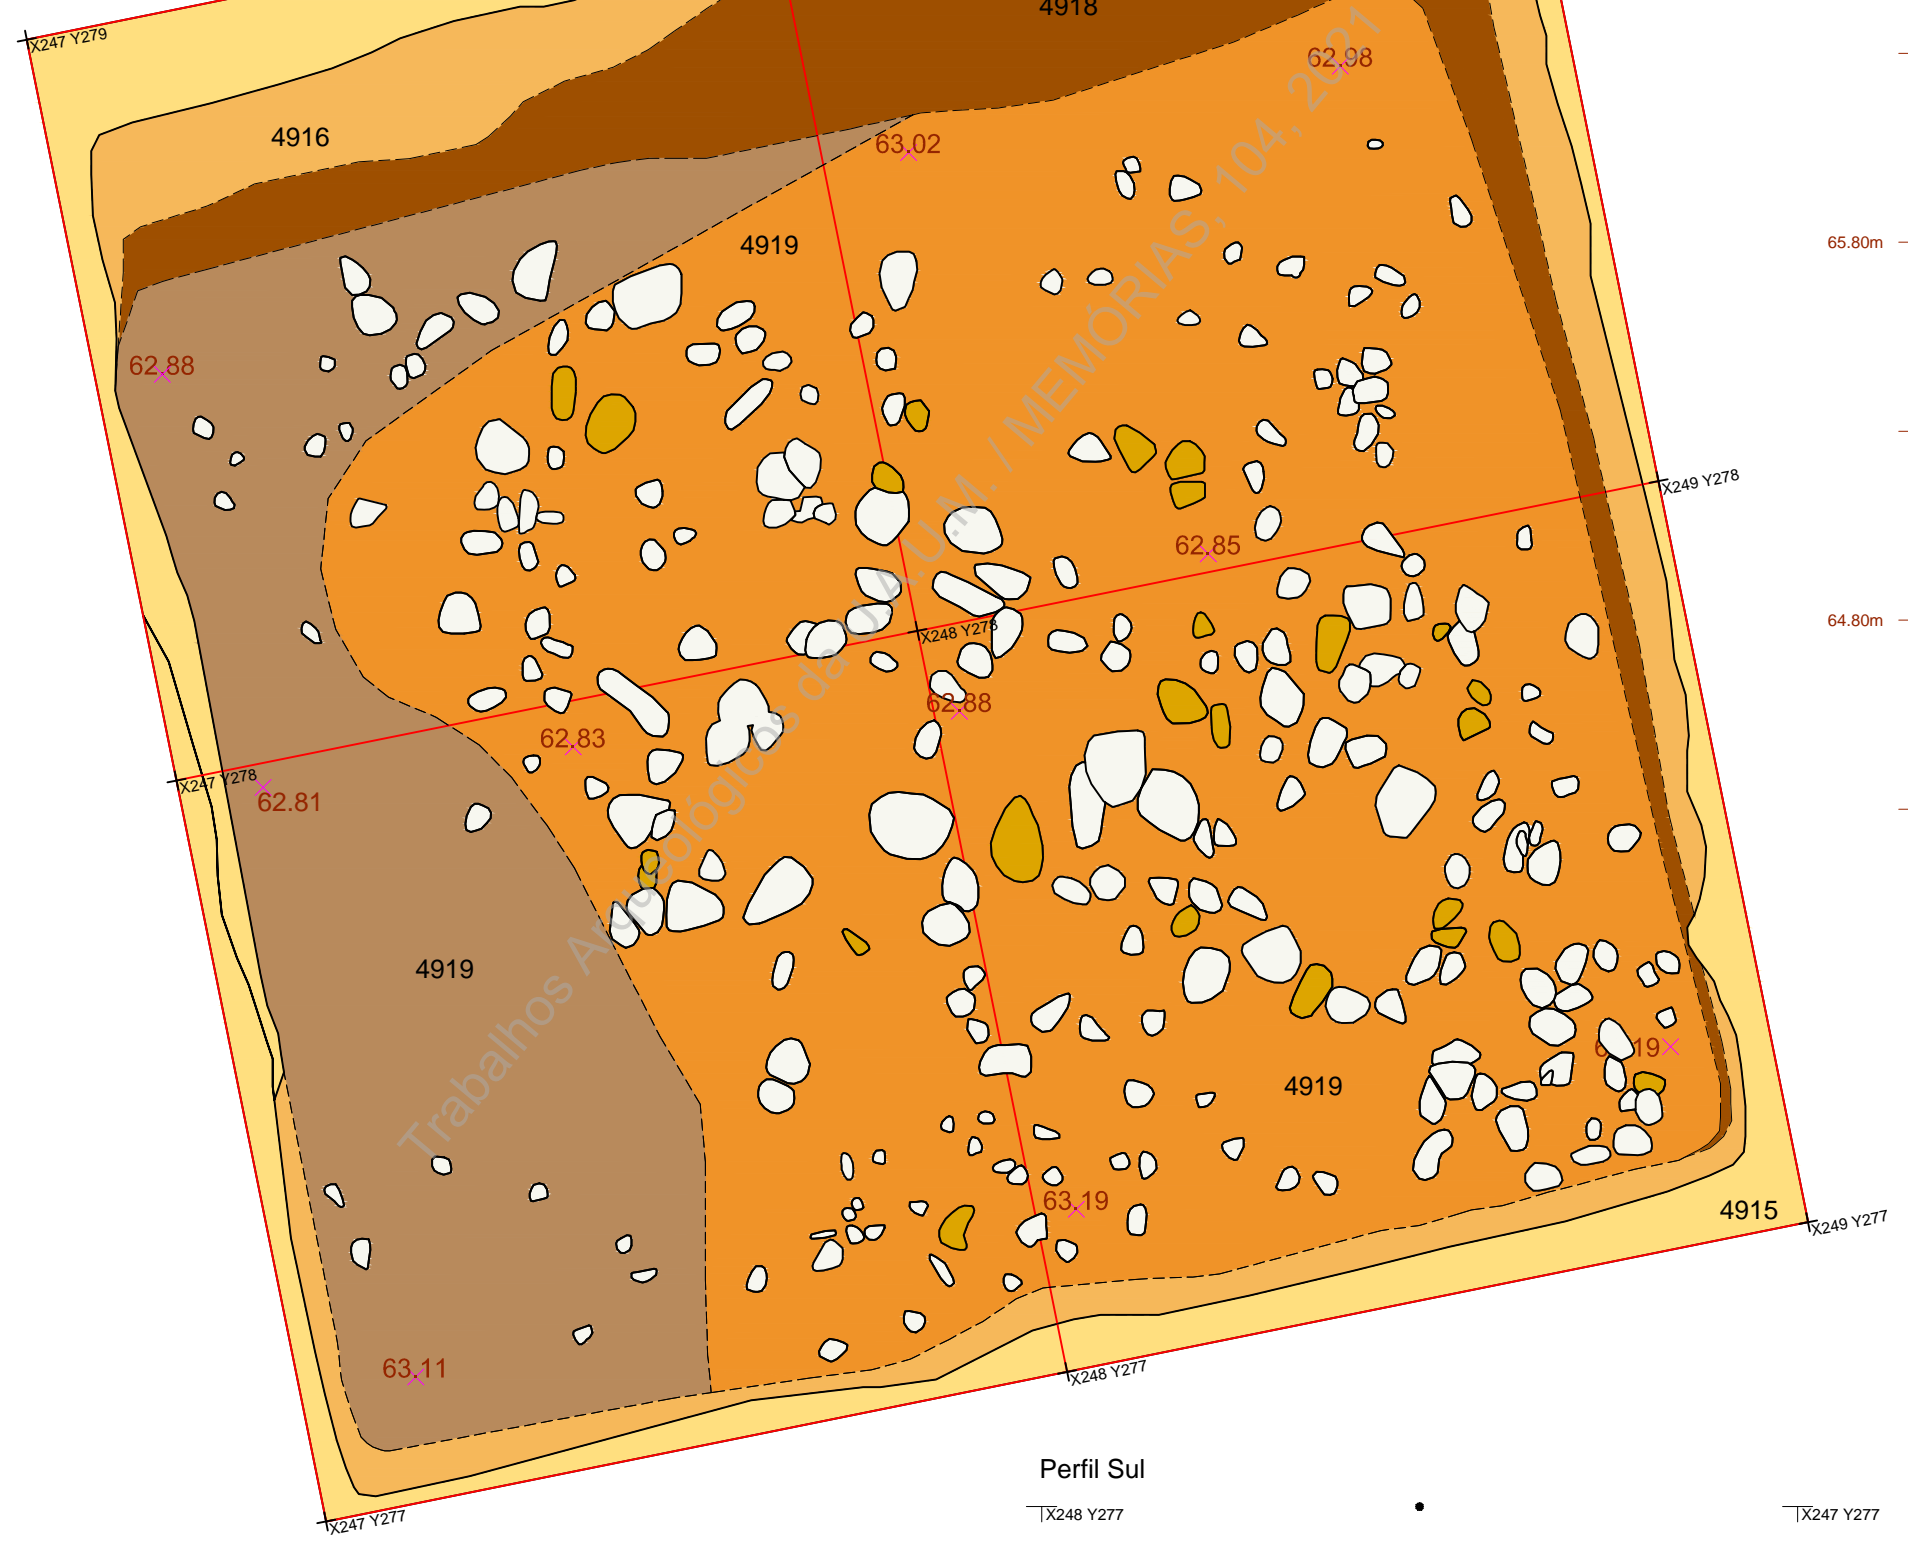 4918
X247 Y279
62.98
4916
63.02
4919
65.80m
62.88
X249 Y278
62.85
64.80m
X248 Y278
62.88
62.83
X247 Y278
62.81
4919
19
4919
63.19
4915
X249 Y277
63.11
X248 Y277
Perfil Sul
X247 Y277
X248 Y277
X247 Y277
Trabalhos Arqueológicos da U.A.U.M. / MEMÓRIAS, 104, 2021